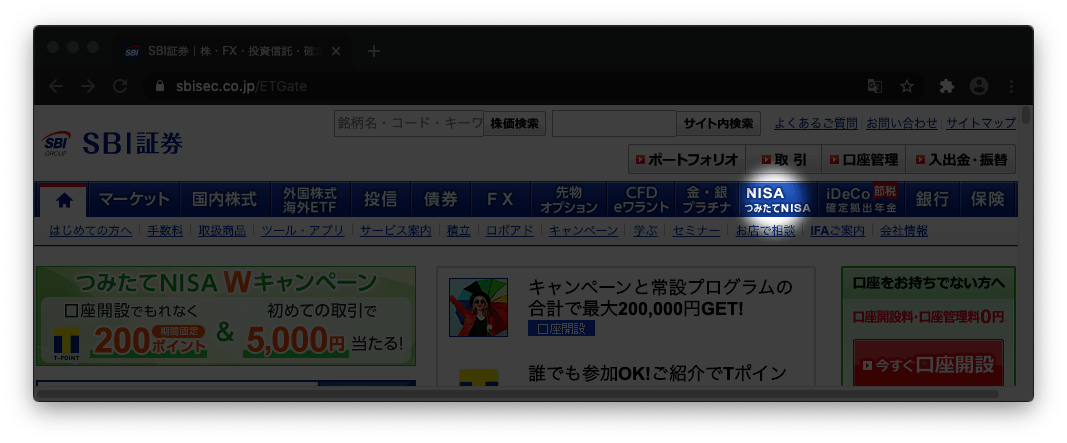 SBI証券｜株・FX・投資信託・確
sbisec.co.jp/ETGate
SBI GROUP
SBI証券
銘柄名・コード・キーワ 株価検索 サイト内検索 よくあるご質問 お問い合わせ サイトマップ
ポートフォリオ 取引 口座管理 入出金・振替
マーケット 国内株式 外国株式 海外ETF 投信 債券 FX 先物 オプション CFD eワラント 金・銀 プラチナ NISA つみたてNISA iDeCo 節税 確定拠出年金 銀行 保険
はじめての方へ 手数料 取扱商品 ツール・アプリ サービス案内 積立 ロボアド キャンペーン 学ぶ セミナー お店で相談 IFAご案内 会社情報
つみたてNISA Wキャンペーン
口座開設でもれなく
T-POINT
200ポイント
期間限定
&
初めての取引で
5,000円
当たる!
キャンペーンと常設プログラムの
合計で最大200,000円GET!
口座開設
誰でも参加OK!ご紹介でTポイン
口座をお持ちでない方へ
口座開設料・口座管理料0円
今すぐ口座開設